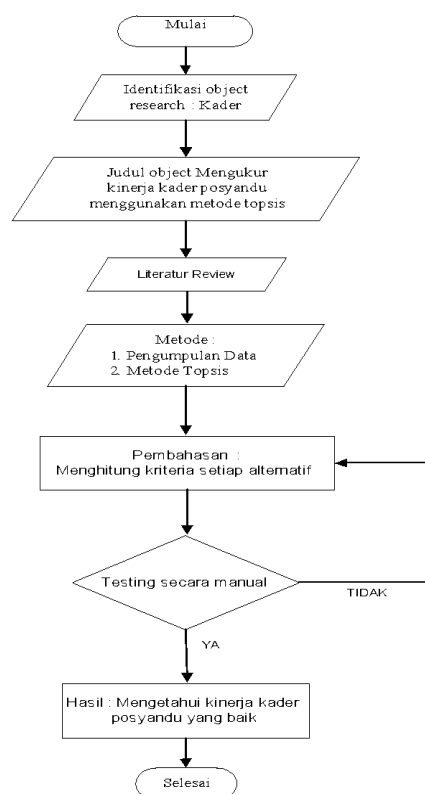 Mulai
Identifikasi object
research : Kader
Judul object Mengukur
kinerja kader posyandu
menggunakan metode topsis
Literatur Review
Metode :
1. Pengumpulan Data
2. Metode Topsis
Pembahasan :
Menghitung kriteria setiap alternatif
Testing secara manual
TIDAK
YA
Hasil : Mengetahui kinerja kader
posyandu yang baik
Selesai